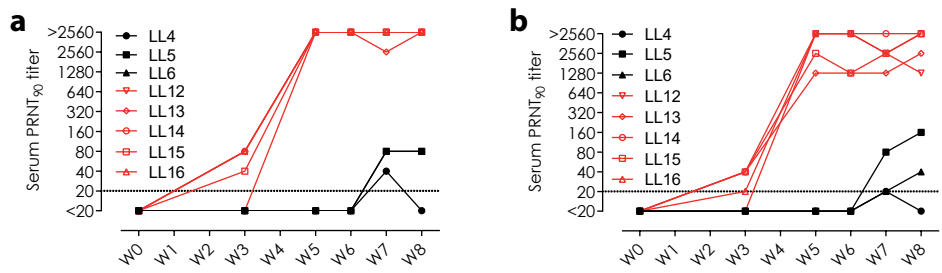 a
Serum PRNT90 titer
>2560
2560
1280
640
320
160
80
40
20
<20
LL4
LL5
LL6
LL12
LL13
LL14
LL15
LL16
W0
W1
W2
W3
W4
W5
W6
W7
W8
b
Serum PRNT90 titer
>2560
2560
1280
640
320
160
80
40
20
<20
LL4
LL5
LL6
LL12
LL13
LL14
LL15
LL16
W0
W1
W2
W3
W4
W5
W6
W7
W8